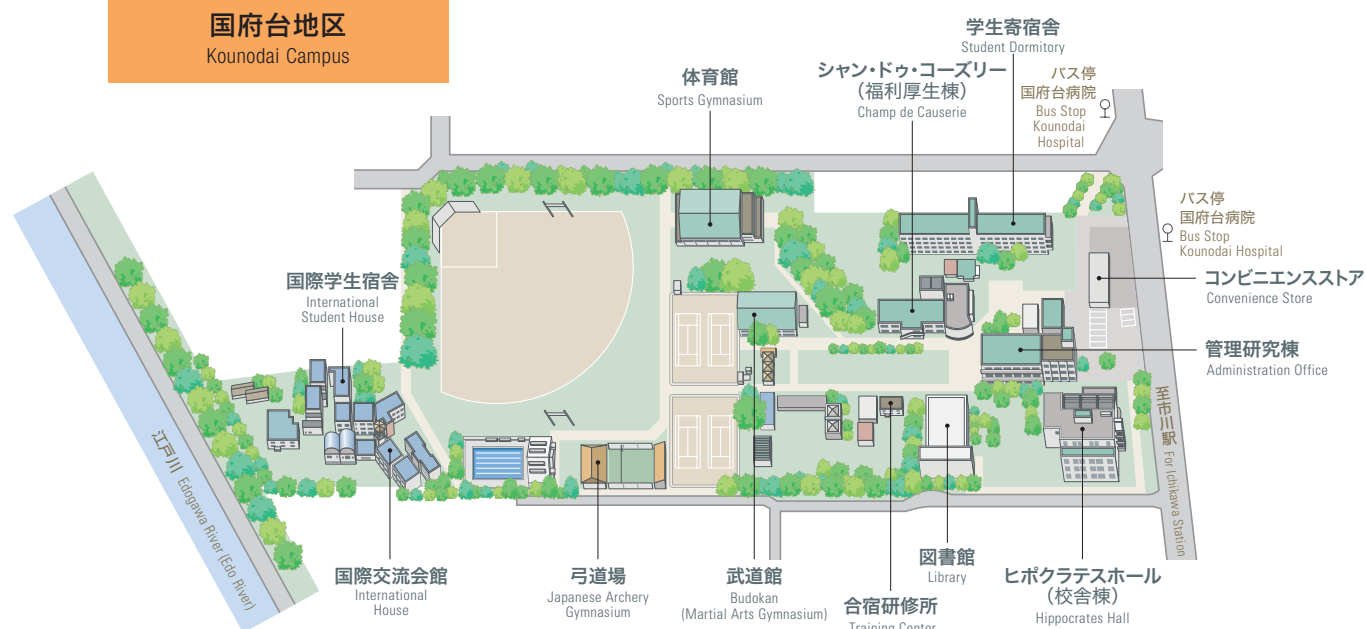 国府台地区
Kounodai Campus
学生寄宿舎
Student Dormitory
シャン・ドゥ・コーズリー
（福利厚生棟）
Champ de Causerie
体育館
Sports Gymnasium
バス停
国府台病院
Bus Stop
Kounodai
Hospital
バス停
国府台病院
Bus Stop
Kounodai Hospital
コンビニエンスストア
Convenience Store
国際学生宿舎
International
Student House
管理研究棟
Administration Office
至市川駅 For Ichikawa Station
江戸川 Edogawa River (Edo River)
国際交流会館
International
House
弓道場
Japanese Archery
Gymnasium
武道館
Budokan
(Martial Arts Gymnasium)
合宿研修所
Training Center
図書館
Library
ヒポクラテスホール
（校舎棟）
Hippocrates Hall